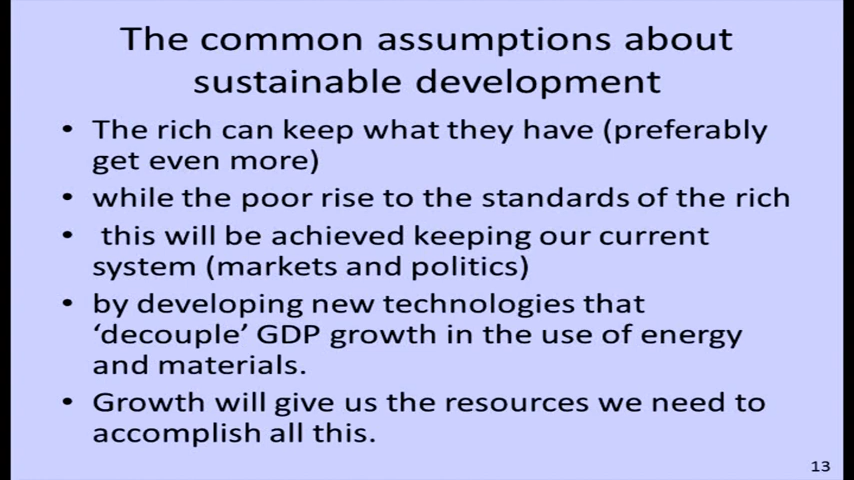 The common assumptions about
sustainable development
• The rich can keep what they have (preferably
get even more)
• while the poor rise to the standards of the rich
• this will be achieved keeping our current
system (markets and politics)
• by developing new technologies that
‘decouple’ GDP growth in the use of energy
and materials.
• Growth will give us the resources we need to
accomplish all this.
13